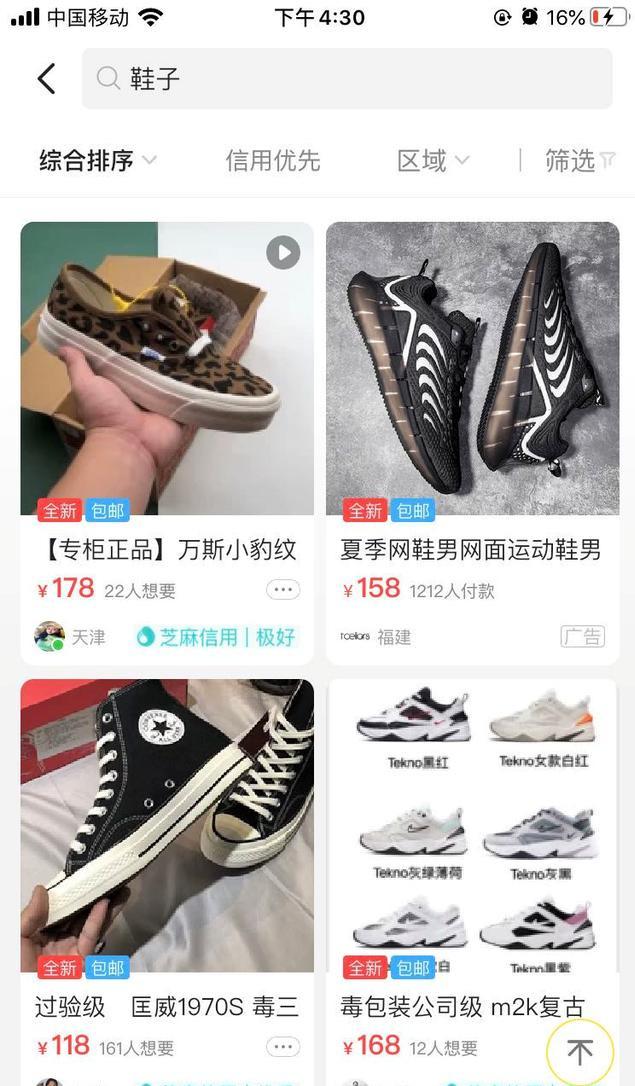 中国移动
下午4:30
16%
鞋子
综合排序
信用优先
区域
筛选
全新 包邮
【专柜正品】万斯小豹纹
¥178 22人想要
天津
芝麻信用|极好
全新 包邮
夏季网鞋男网面运动鞋男
¥158 1212人付款
福建
广告
CONVERSE
ALL STAR
全新 包邮
过验级 匡威1970S 毒三
¥118 161人想要
Tekno黑红
Tekno女款白红
Tekno灰绿薄荷
Tekno灰黑
白
Tekno黑紫
全新 包邮
毒包装公司级 m2k复古
¥168 12人想要